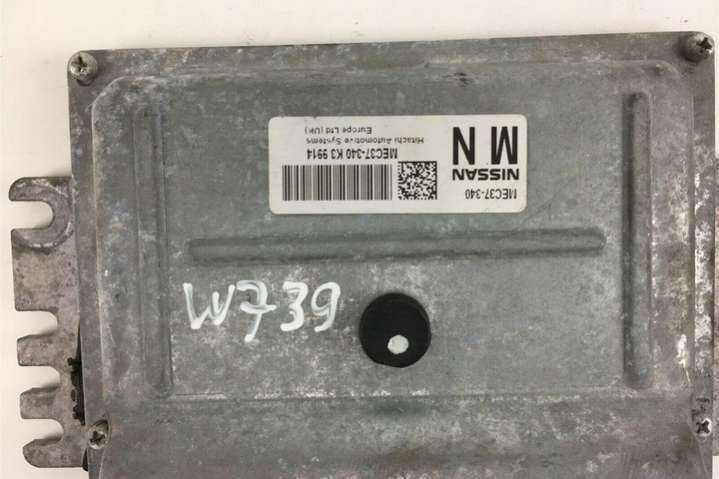 MEC37-340
NISSAN
M N
MEC37-340 K3 9914
Hitachi Automotive Systems
Europe Ltd (UK)
W739